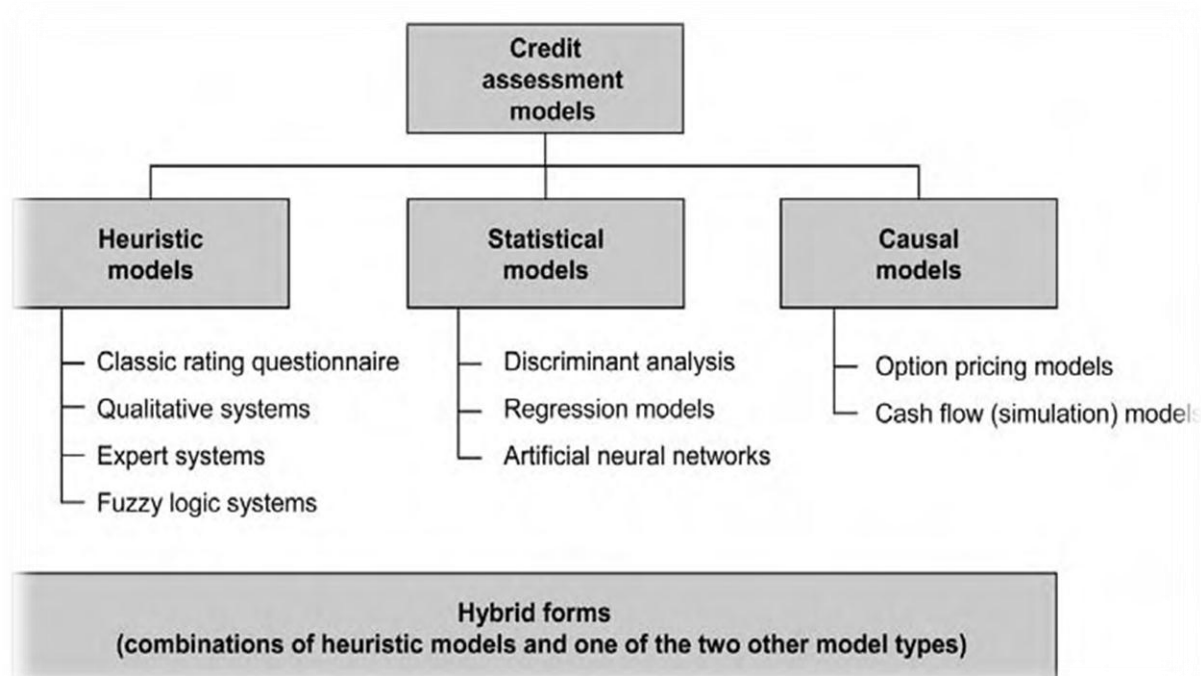 Credit
assessment
models
Heuristic
models
Statistical
models
Causal
models
Classic rating questionnaire
Qualitative systems
Expert systems
Fuzzy logic systems
Discriminant analysis
Regression models
Artificial neural networks
Option pricing models
Cash flow (simulation) models
Hybrid forms
(combinations of heuristic models and one of the two other model types)